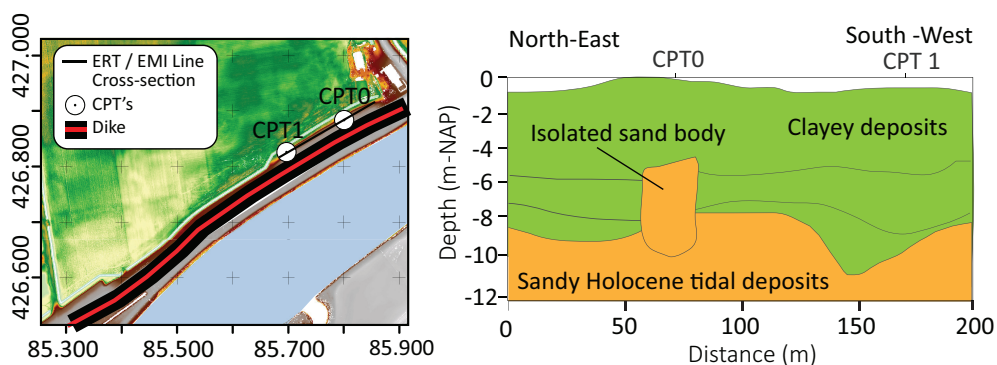 427.000
426.800
426.600
ERT / EMI Line
Cross-section
CPT's
Dike
CPT0
CPT1
85.300
85.500
85.700
85.900
North-East
South -West
CPT0
CPT 1
0
-2
-4
-6
-8
-10
-12
Depth (m-NAP)
Isolated sand body
Clayey deposits
Sandy Holocene tidal deposits
0
50
100
150
200
Distance (m)